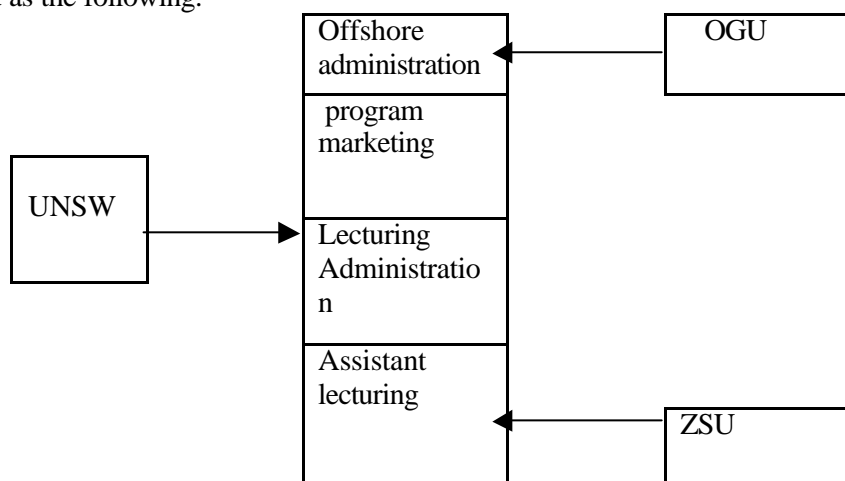 as the following:
Offshore
administration
OGU
program
marketing
UNSW
Lecturing
Administratio
n
Assistant
lecturing
ZSU